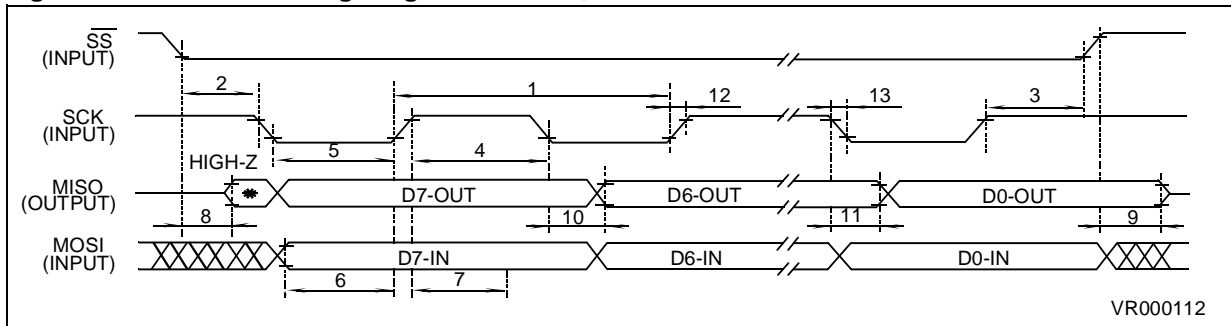 SS
(INPUT)
2
1
12
13
3
SCK
(INPUT)
HIGH-Z
5
4
MISO
(OUTPUT)
D7-OUT
D6-OUT
D0-OUT
8
10
11
9
MOSI
(INPUT)
D7-IN
D6-IN
D0-IN
6
7
VR000112